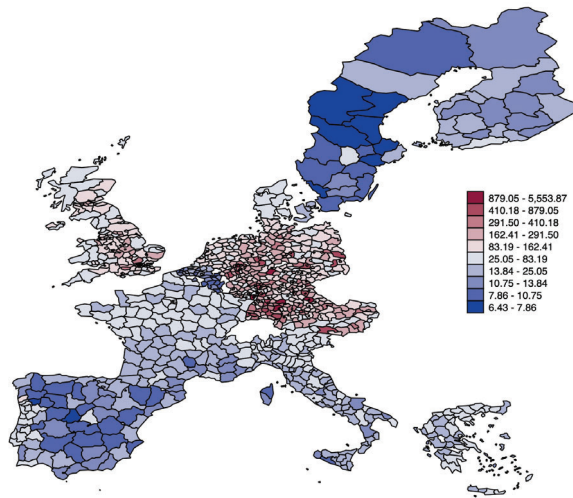 879.05 - 5,553.87
410.18 - 879.05
291.50 - 410.18
162.41 - 291.50
83.19 - 162.41
25.05 - 83.19
13.84 - 25.05
10.75 - 13.84
7.86 - 10.75
6.43 - 7.86